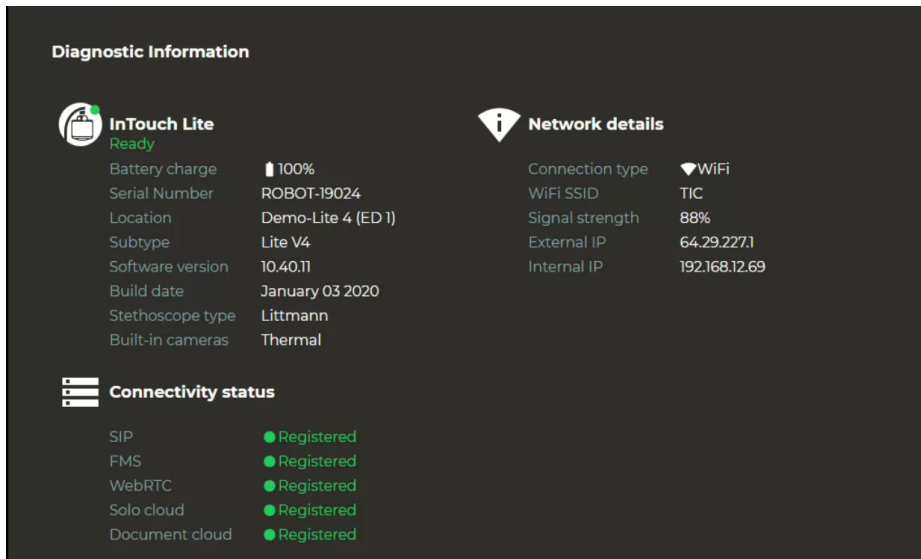 Diagnostic Information
InTouch Lite
Ready
Battery charge 100%
Serial Number ROBOT-19024
Location Demo-Lite 4 (ED 1)
Subtype Lite V4
Software version 10.40.11
Build date January 03 2020
Stethoscope type Littmann
Built-in cameras Thermal
Network details
Connection type WiFi
WiFi SSID TIC
Signal strength 88%
External IP 64.29.227.1
Internal IP 192.168.12.69
Connectivity status
SIP Registered
FMS Registered
WebRTC Registered
Solo cloud Registered
Document cloud Registered